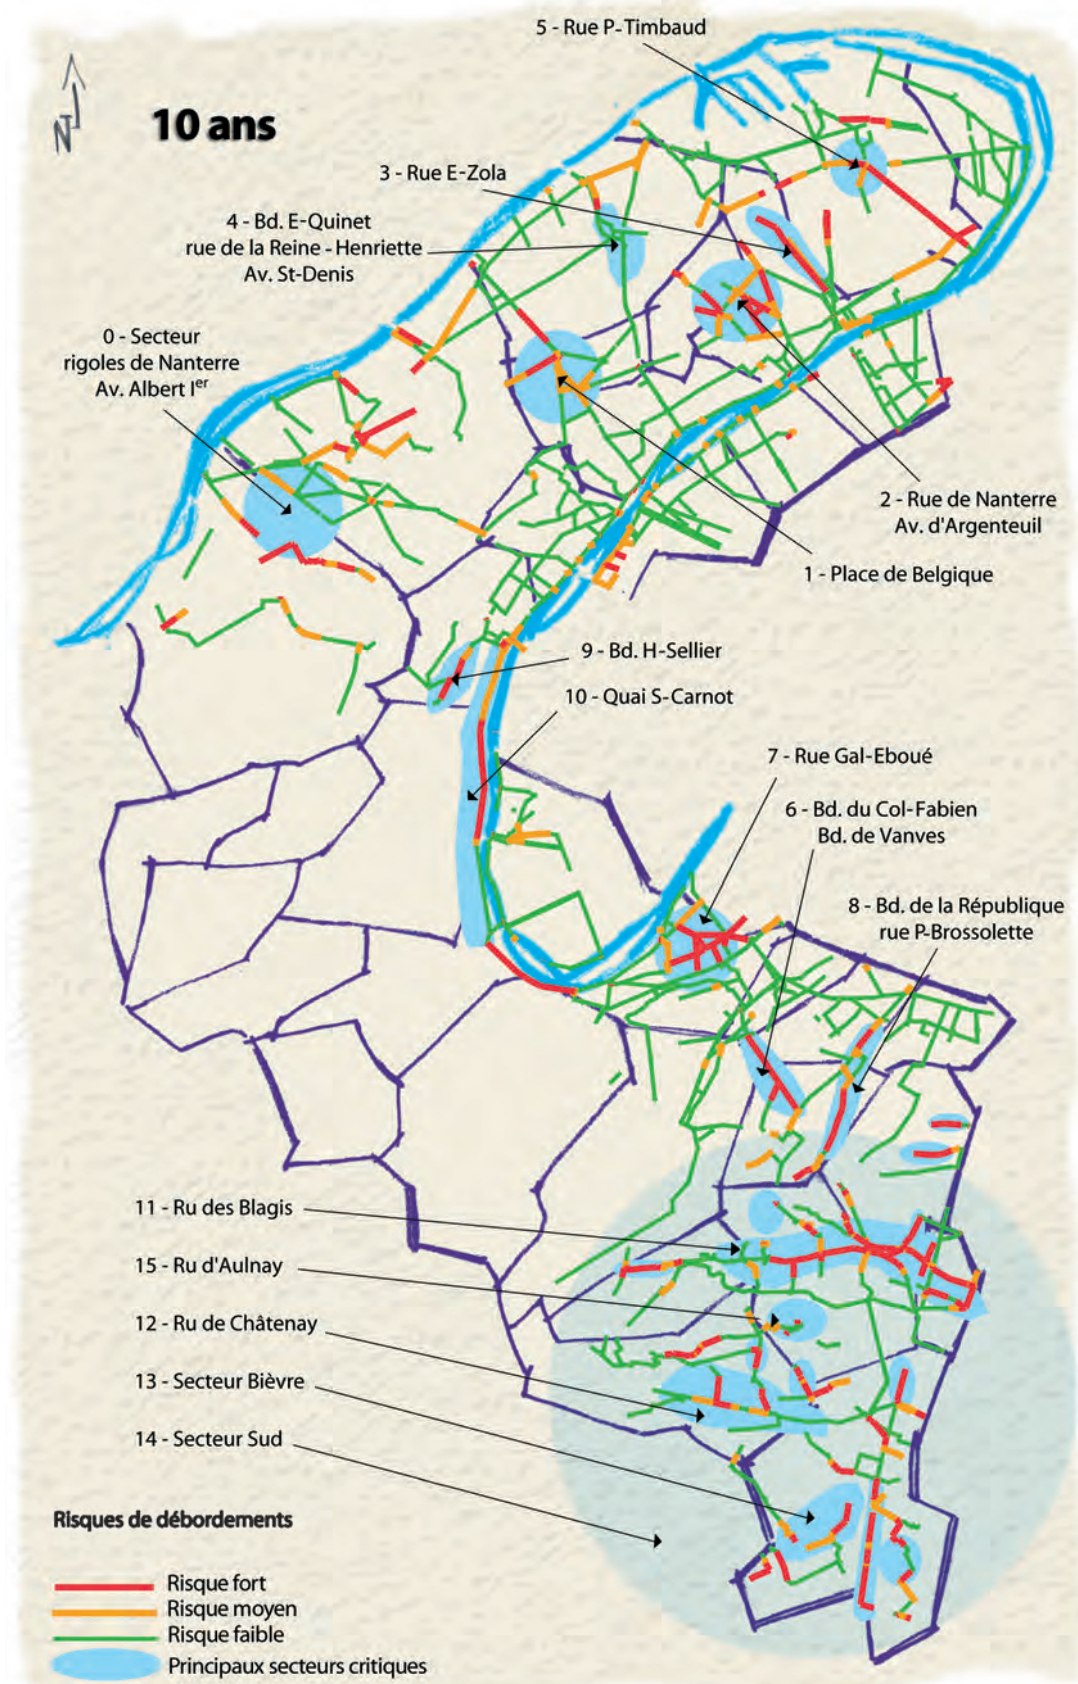 5 - Rue P-Timbaud
N
10 ans
3 - Rue E-Zola
4 - Bd. E-Quinet
rue de la Reine - Henriette
Av. St-Denis
0 - Secteur
rigoles de Nanterre
Av. Albert Ier
2 - Rue de Nanterre
Av. d'Argenteuil
1 - Place de Belgique
9 - Bd. H-Sellier
10 - Quai S-Carnot
7 - Rue Gal-Eboué
6 - Bd. du Col-Fabien
Bd. de Vanves
8 - Bd. de la République
rue P-Brossolette
11 - Ru des Blagis
15 - Ru d'Aulnay
12 - Ru de Châtenay
13 - Secteur Bièvre
14 - Secteur Sud
Risques de débordements
Risque fort
Risque moyen
Risque faible
Principaux secteurs critiques